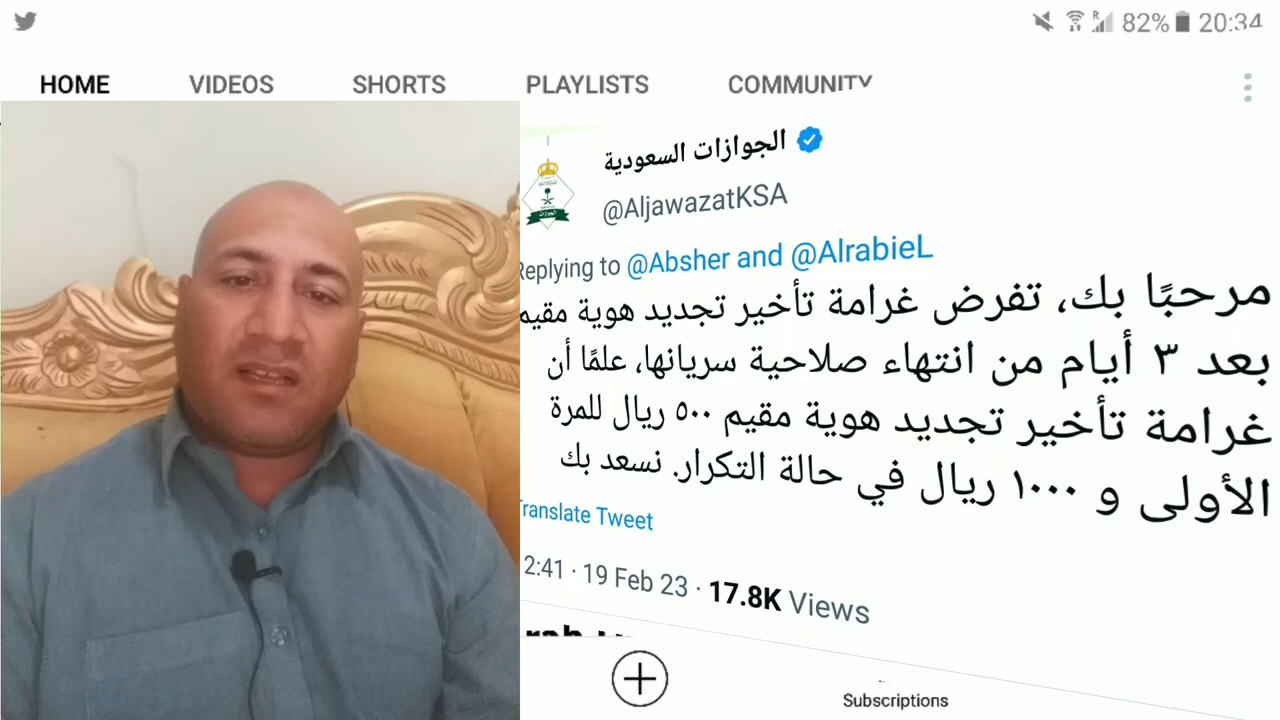 82% 20:34
HOME VIDEOS SHORTS PLAYLISTS COMMUNITY
الجوازات السعودية
@AljawazatKSA
Replying to @Absher and @AlrabieL
مرحبًا بك، تفرض غرامة تأخير تجديد هوية مقيم
بعد ٣ أيام من انتهاء صلاحية سريانها، علمًا أن
غرامة تأخير تجديد هوية مقيم ٥٠٠ ريال للمرة
الأولى و ١٠٠٠ ريال في حالة التكرار. نسعد بك
Translate Tweet
2:41 · 19 Feb 23 · 17.8K Views
Subscriptions